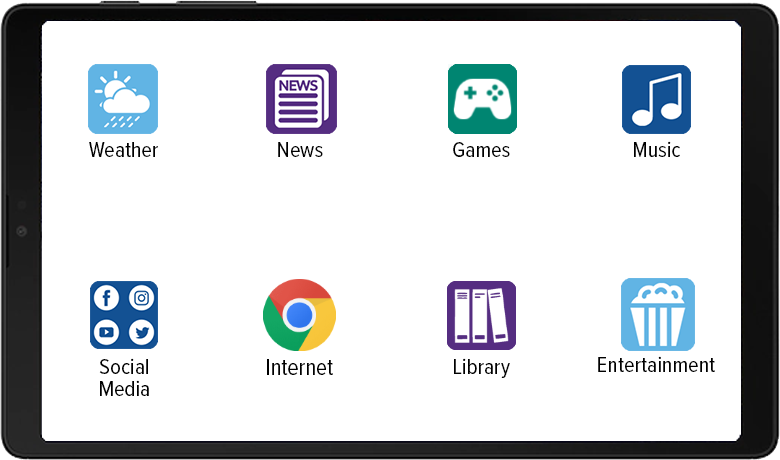 NEWS
Weather
News
Games
Music
Social
Media
Internet
Library
Entertainment